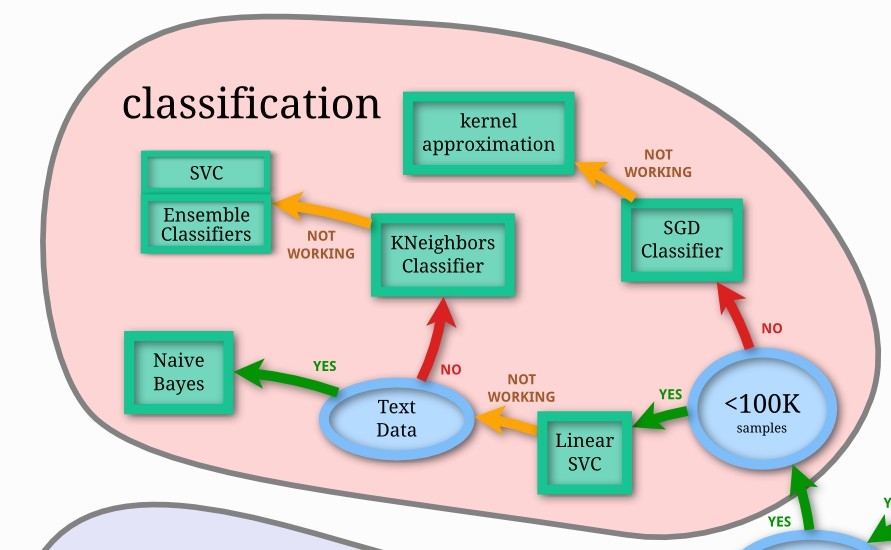 classification
kernel
approximation
NOT
WORKING
SVC
Ensemble
Classifiers
NOT
WORKING
KNeighbors
Classifier
SGD
Classifier
NO
Naive
Bayes
YES
NO
Text
Data
NOT
WORKING
YES
Linear
SVC
<100K
samples
YES